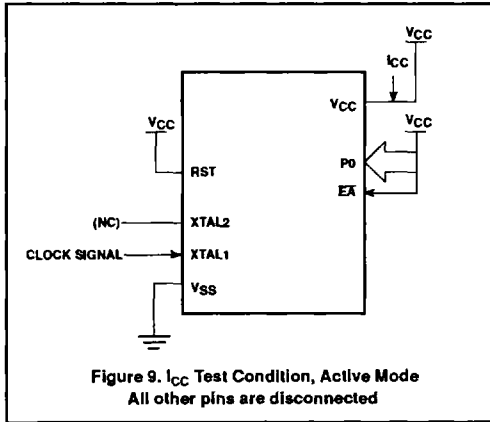 VCC
ICC
VCC
VCC
VCC
RST
P0
EA
(NC)
XTAL2
CLOCK SIGNAL
XTAL1
VSS
Figure 9. ICC Test Condition, Active Mode
All other pins are disconnected